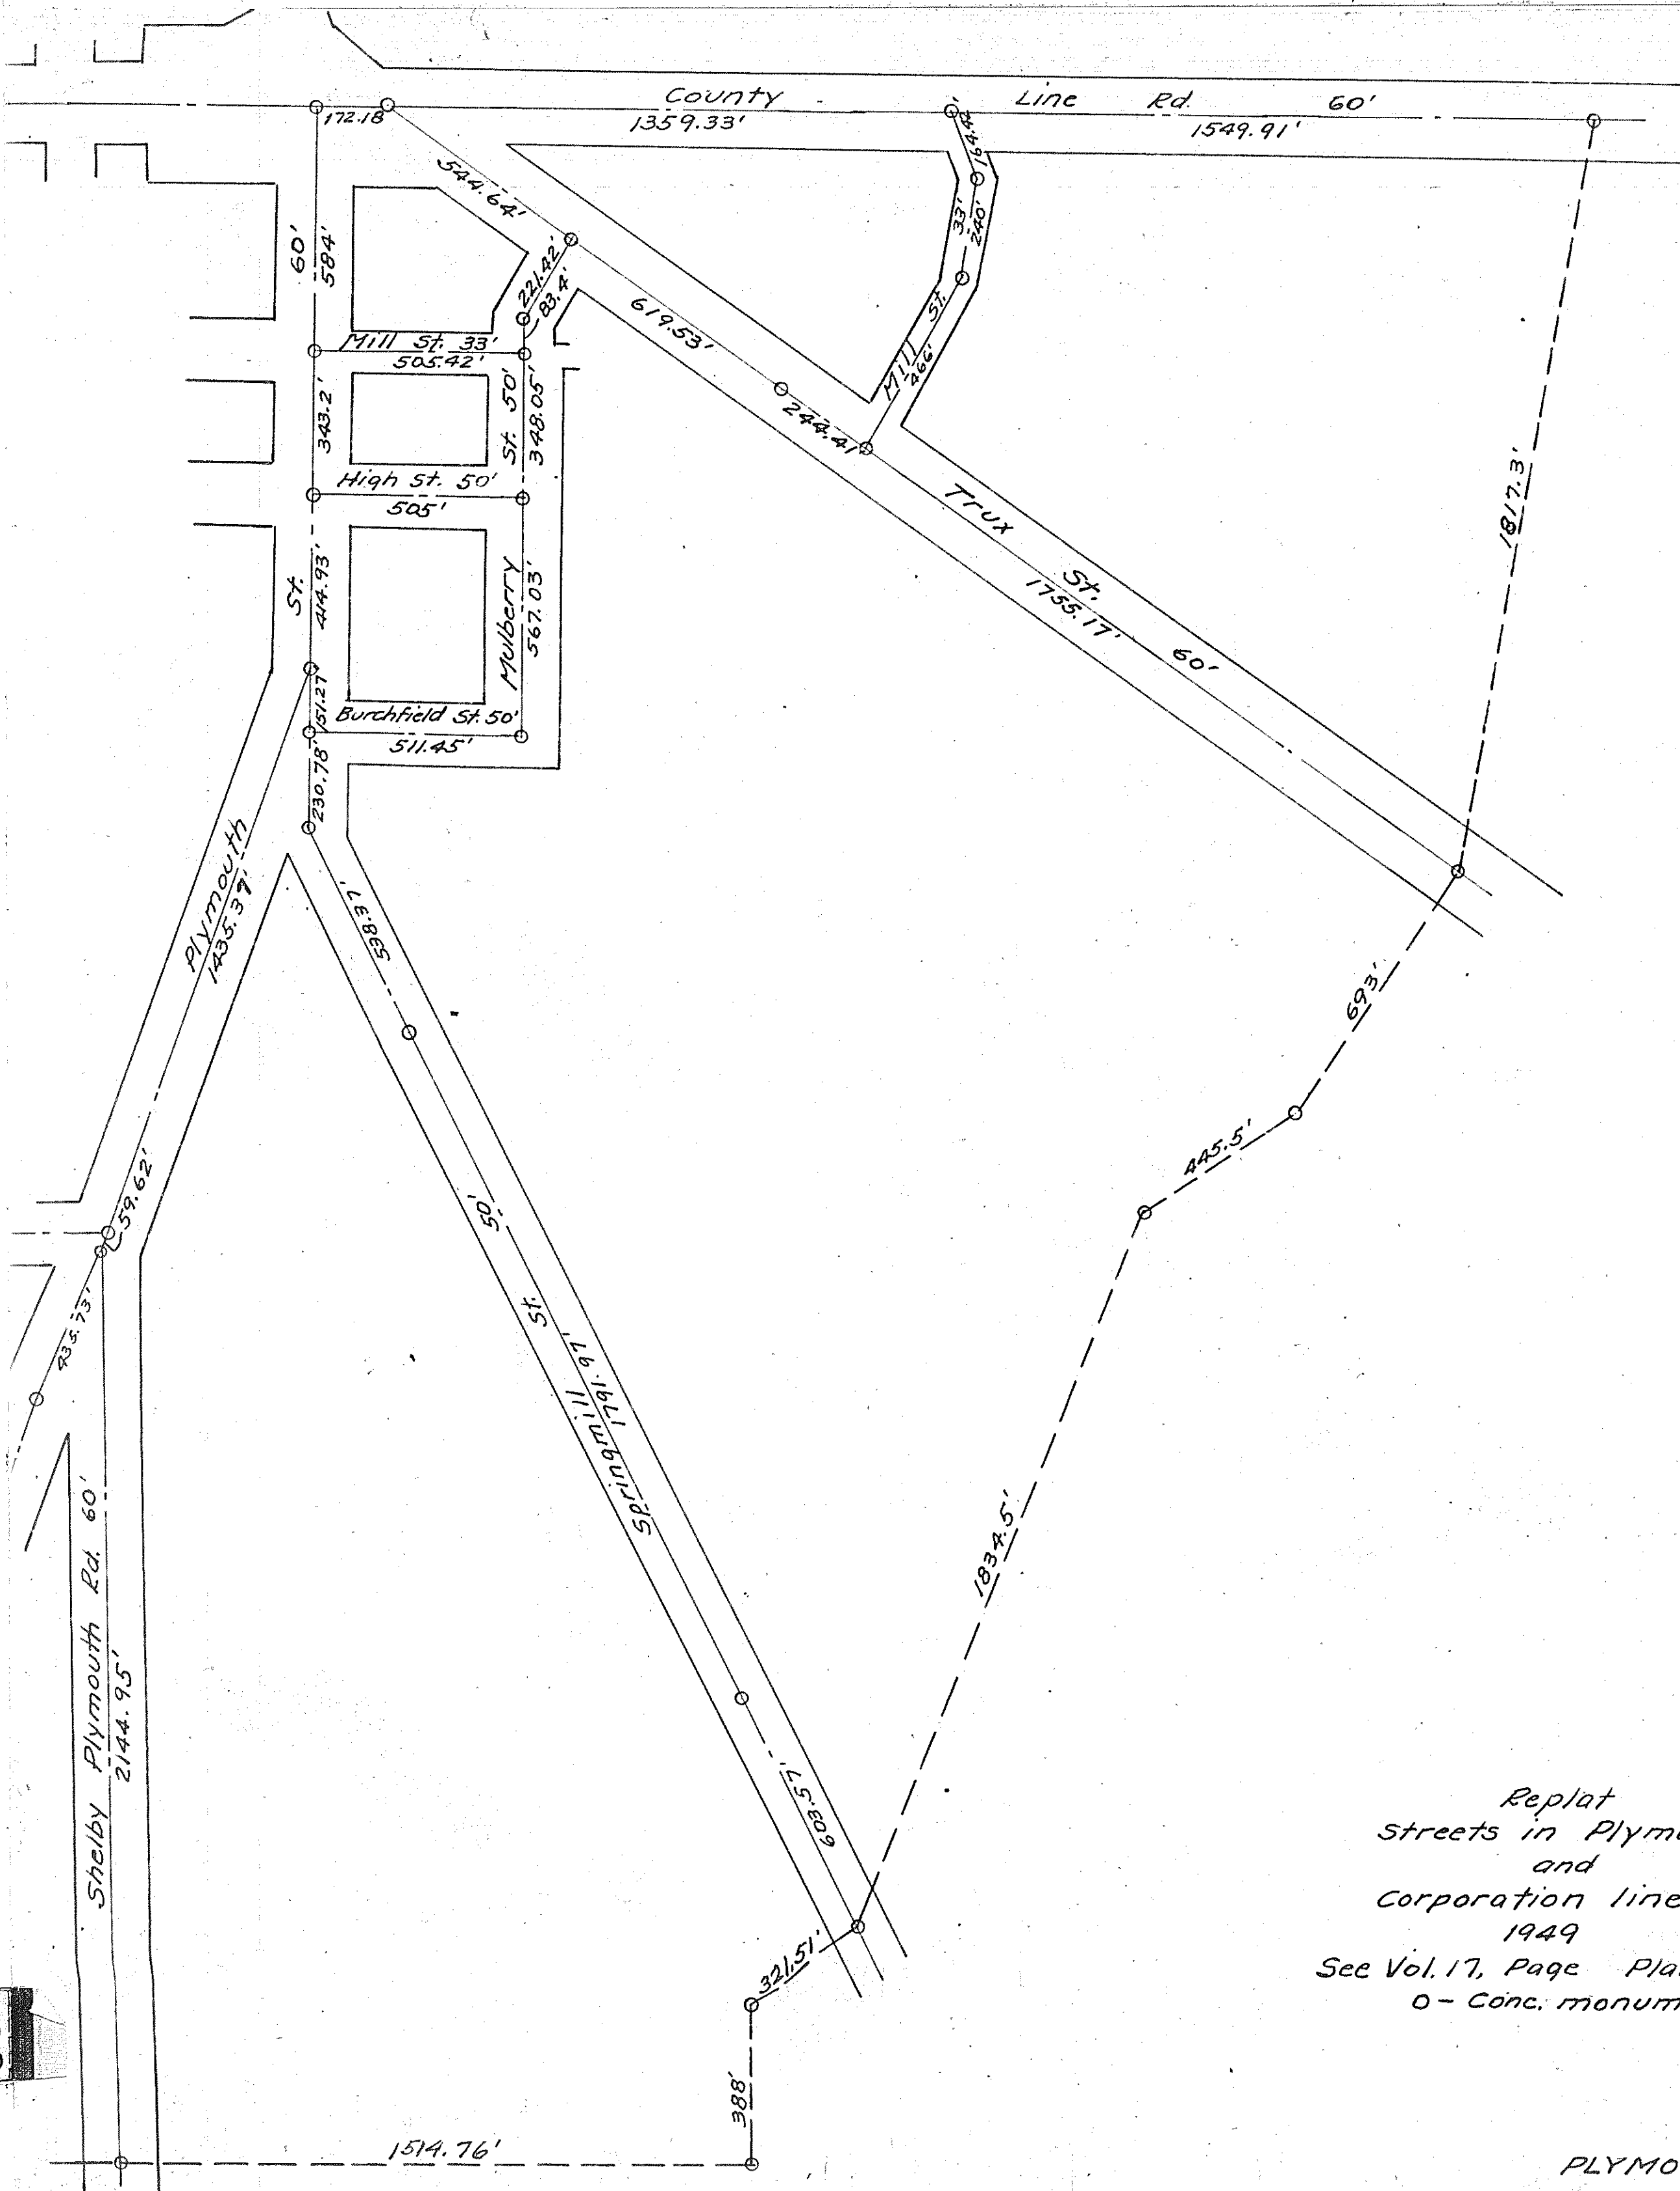 County Line Rd. 60'
172.18
1359.33'
1549.91'
164.42'
544.64'
33'
240'
60'
584'
221.42'
83.4'
619.53'
Mill St.
466'
Mill St. 33'
505.42'
244.41'
343.2'
St. 50'
348.05'
High St. 50'
505'
Trux St. 60'
1755.17'
1817.3'
St.
414.93'
Mulberry
567.03'
151.27'
Burchfield St. 50'
511.45'
230.78'
Plymouth
1435.39'
598.37'
693'
445.5'
59.62'
50'
St.
435.73'
1791.97'
Springmill
1834.5'
Shelby Plymouth Rd. 60'
2144.95'
603.57'
321.51'
388'
1514.76'
Replat
Streets in Plym
and
Corporation line
1949
See Vol. 17, Page Pla
O - Conc. monum
PLYMO